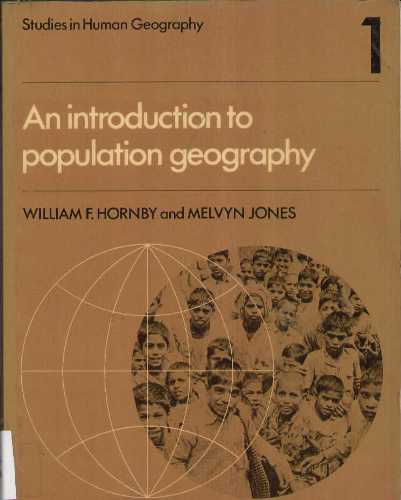 Studies in Human Geography
1
An introduction to
population geography
WILLIAM F. HORNBY and MELVYN JONES